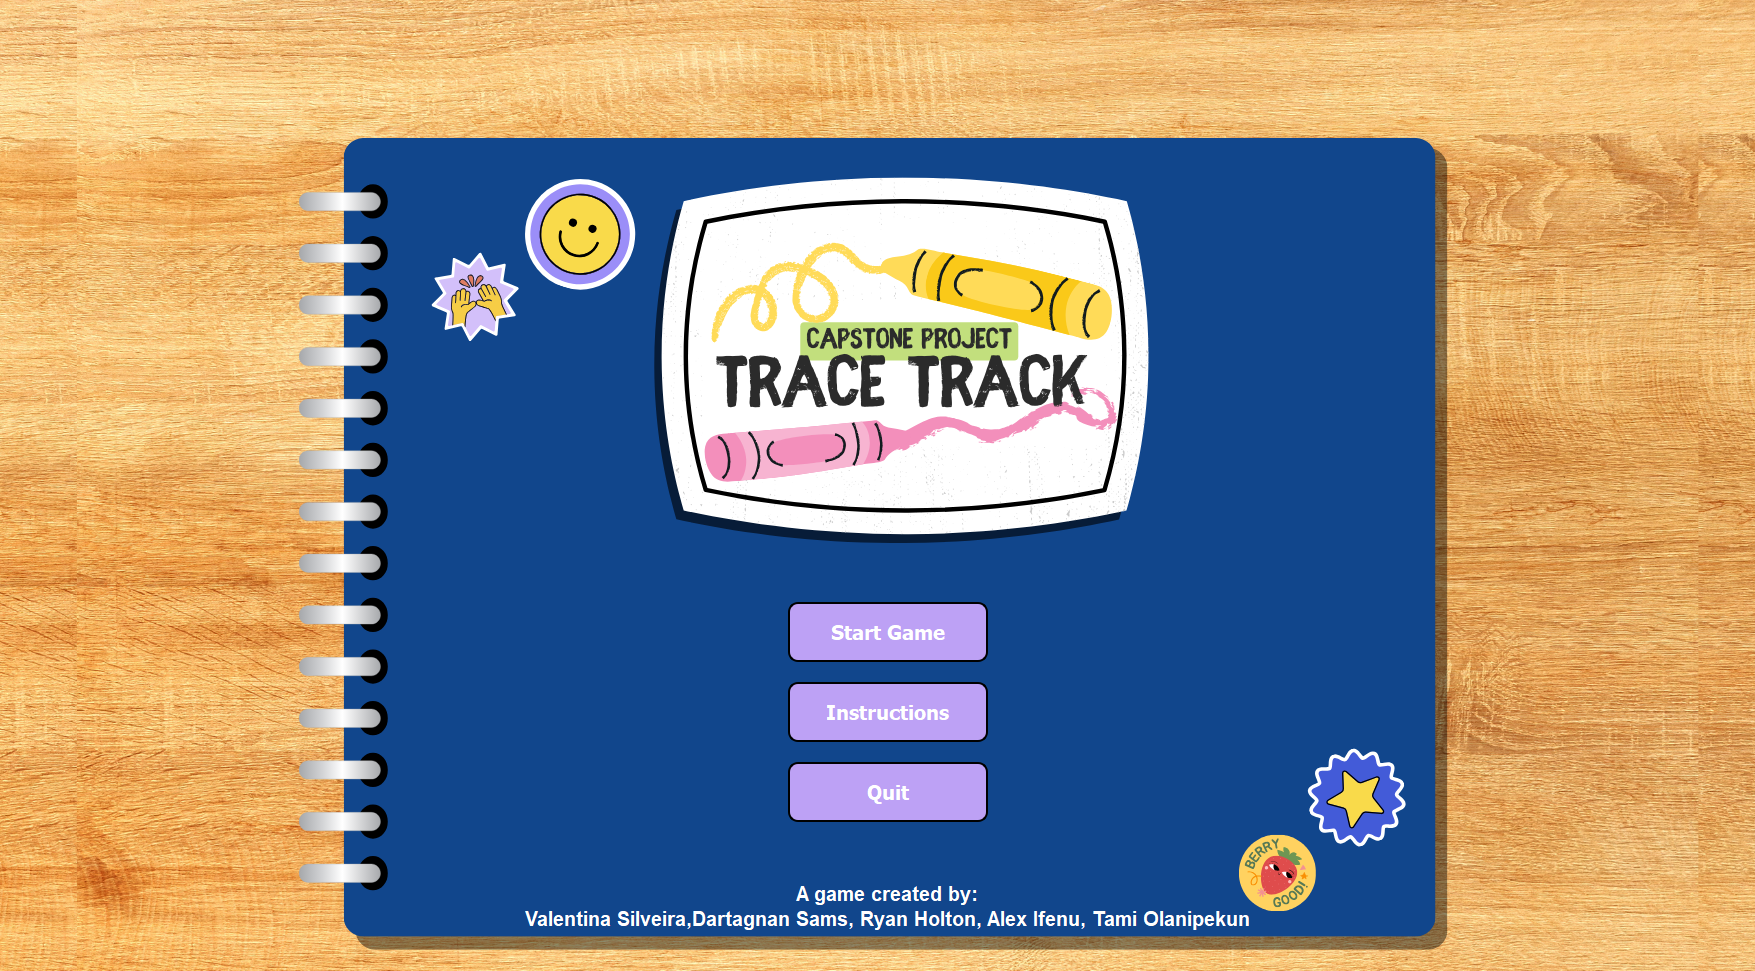 CAPSTONE PROJECT
TRACE TRACK
Start Game
Instructions
Quit
BERRY
GOOD!
A game created by:
Valentina Silveira,Dartagnan Sams, Ryan Holton, Alex Ifenu, Tami Olanipekun